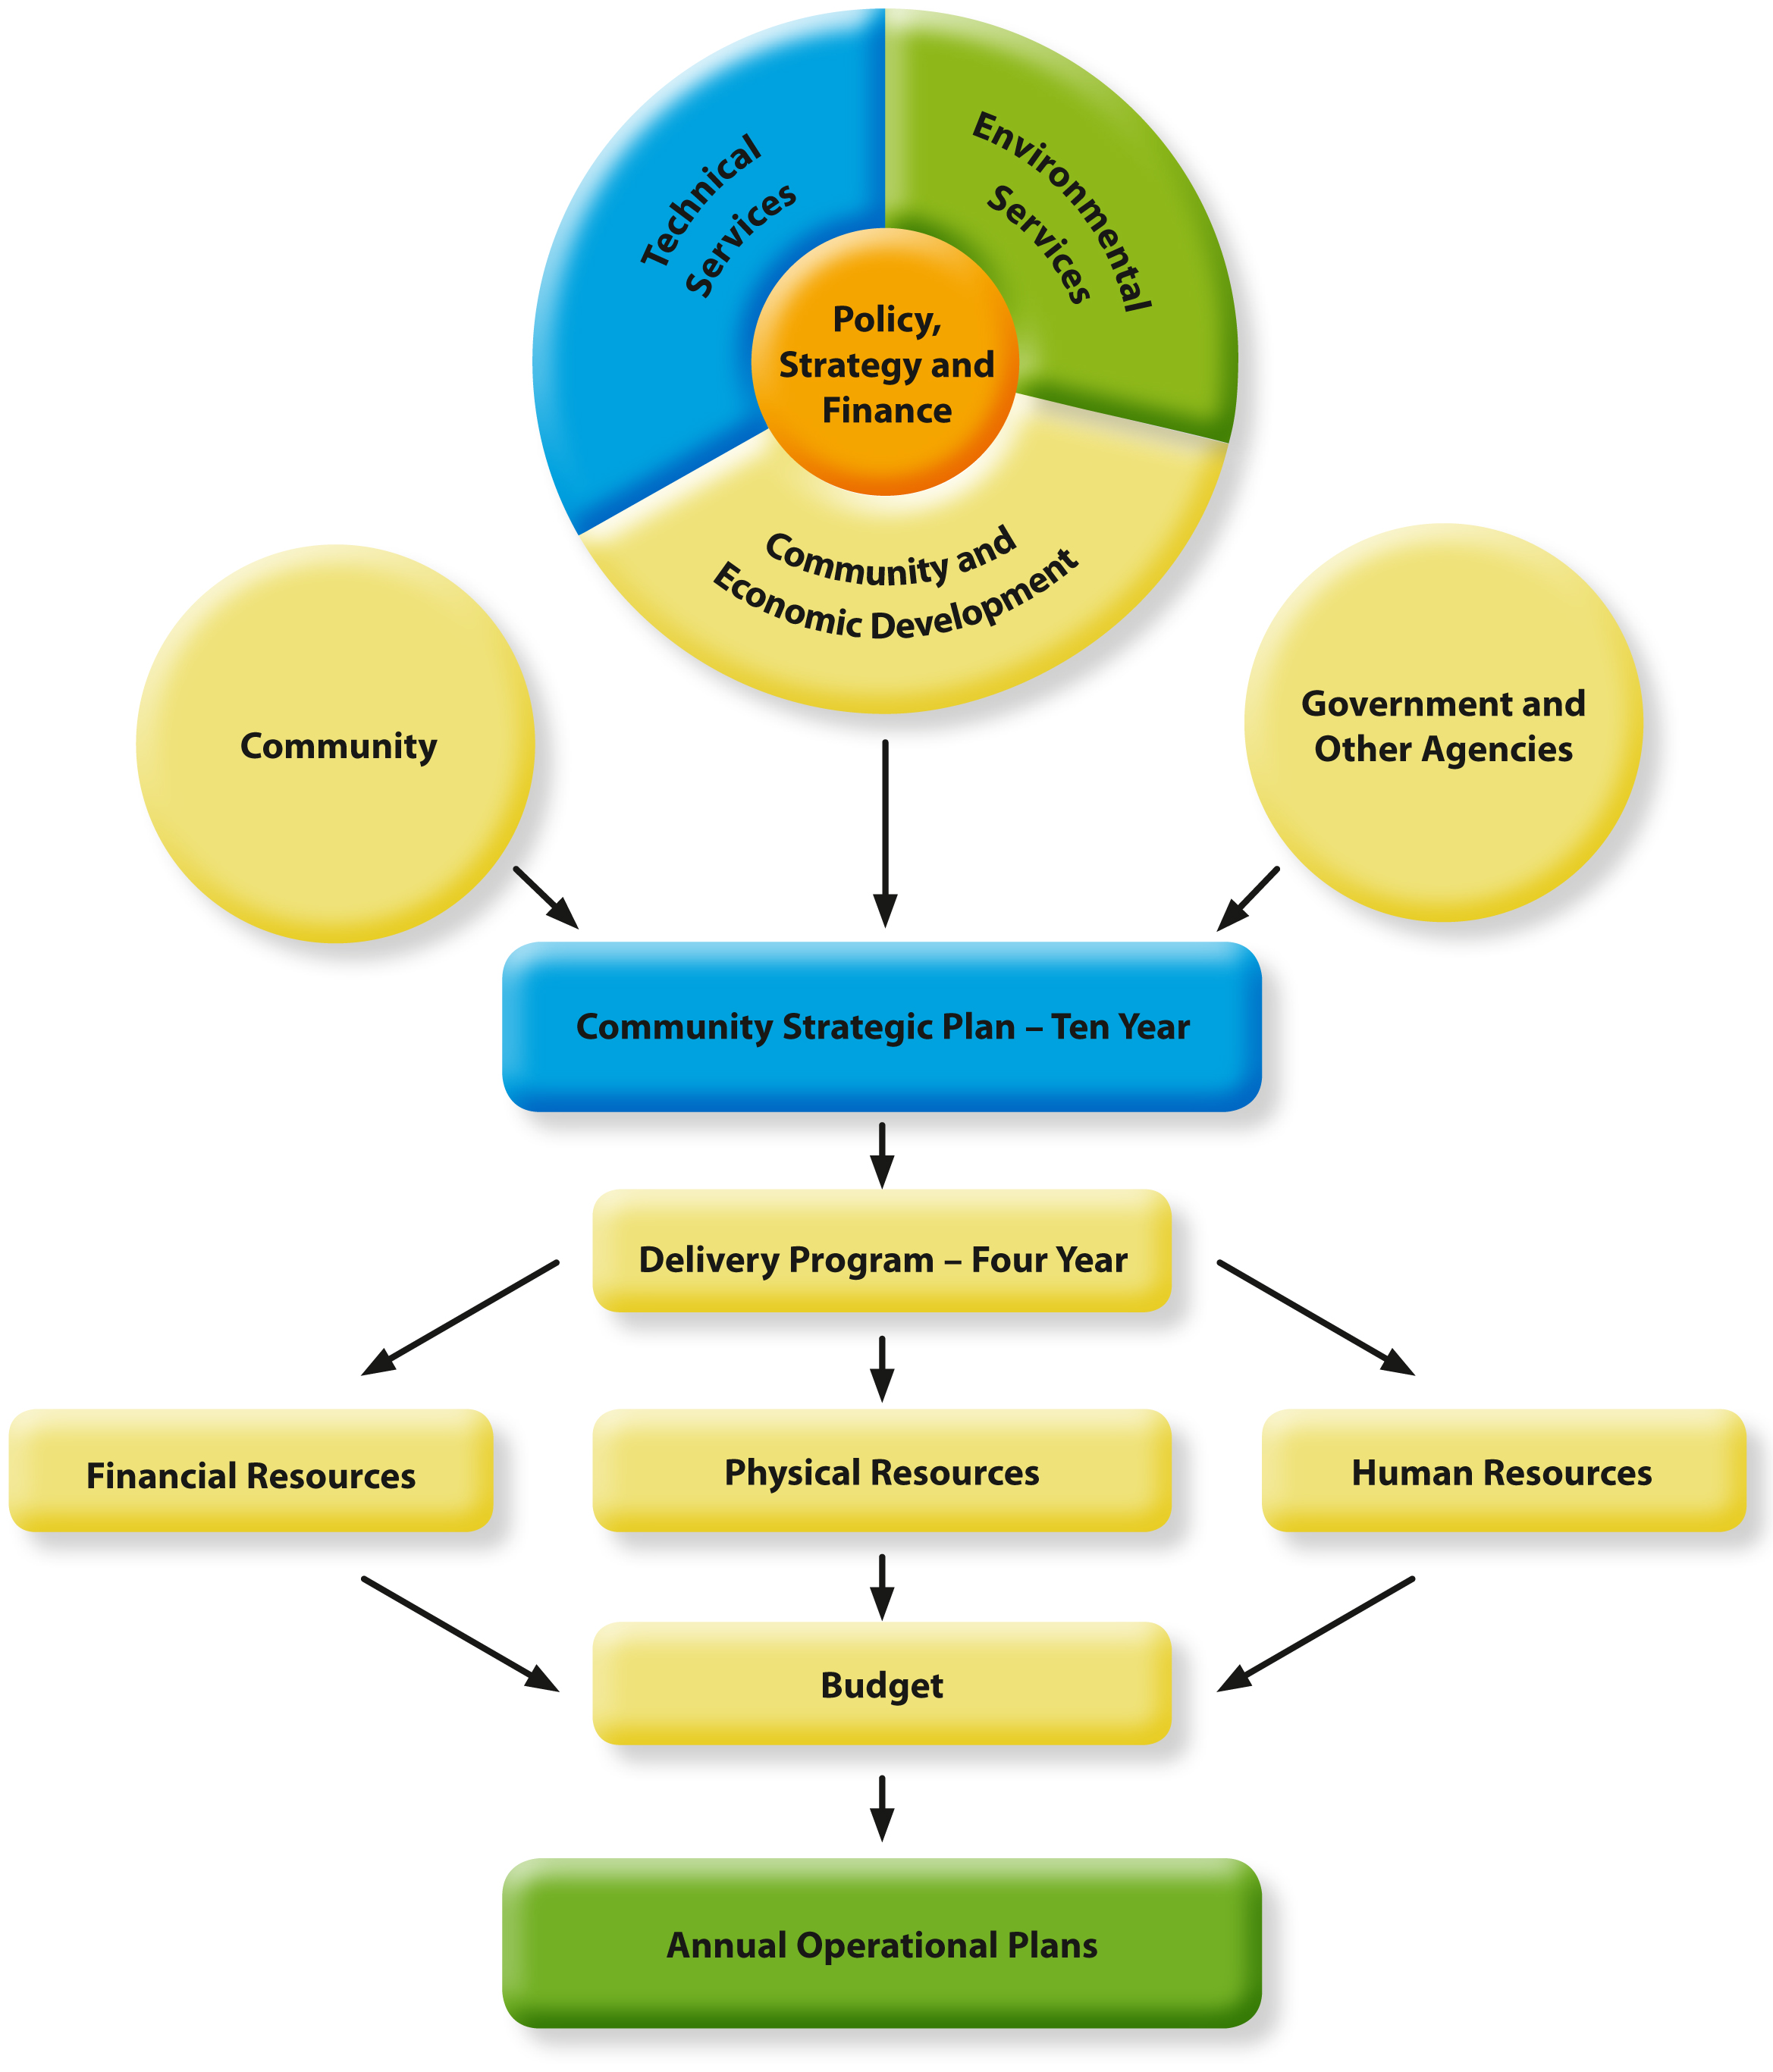 Technical
Services
Environmental
Services
Policy,
Strategy and
Finance
Community and
Economic Development
Community
Government and
Other Agencies
Community Strategic Plan – Ten Year
Delivery Program – Four Year
Financial Resources
Physical Resources
Human Resources
Budget
Annual Operational Plans